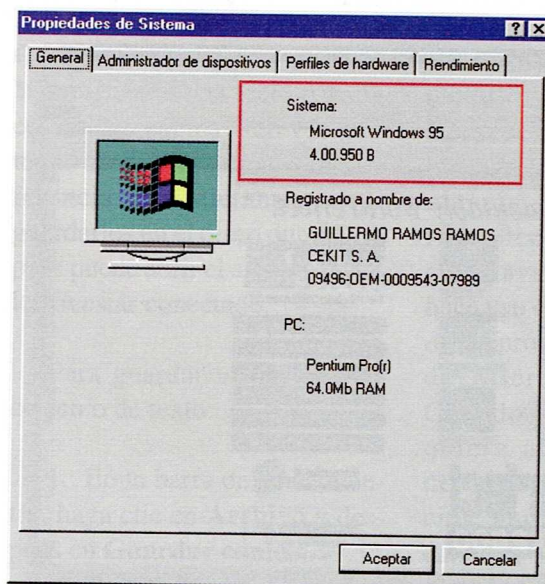 Propiedades de Sistema
General
Administrador de dispositivos
Perfiles de hardware
Rendimiento
Sistema:
Microsoft Windows 95
4.00.950 B
Registrado a nombre de:
GUILLERMO RAMOS RAMOS
CEKIT S. A.
09496-OEM-0009543-07989
PC:
Pentium Pro(r)
64.0Mb RAM
Aceptar
Cancelar